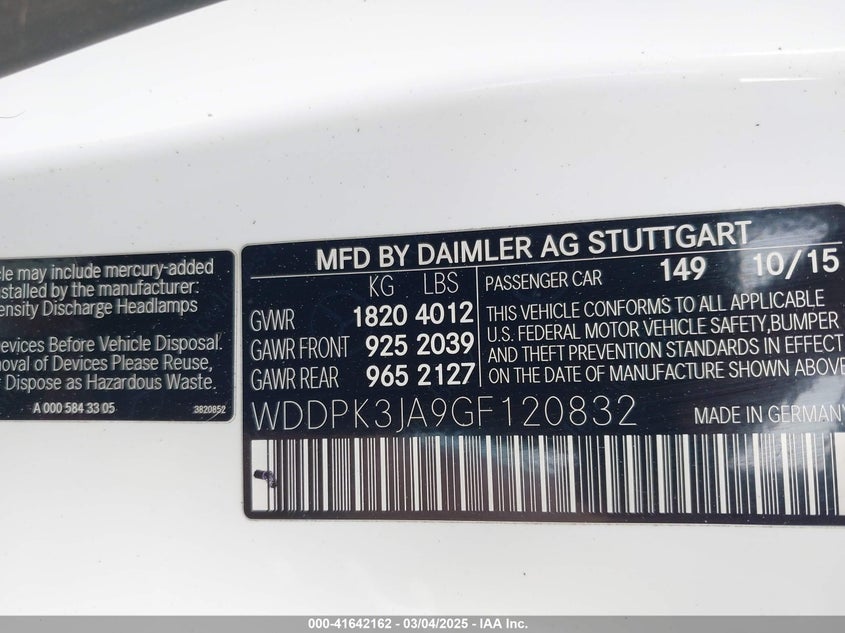 cle may include mercury-added
nstalled by the manufacturer:
ensity Discharge Headlamps
Devices Before Vehicle Disposal.
moval of Devices Please Reuse,
r Dispose as Hazardous Waste.
A 000 584 33 05
3820852
MFD BY DAIMLER AG STUTTGART
KG LBS
GVWR 1820 4012
GAWR FRONT 925 2039
GAWR REAR 965 2127
PASSENGER CAR 149 10/15
THIS VEHICLE CONFORMS TO ALL APPLICABLE
U.S. FEDERAL MOTOR VEHICLE SAFETY,BUMPER
AND THEFT PREVENTION STANDARDS IN EFFECT
ON THE DATE OF MANUFACTURE SHOWN ABOVE
WDDPK3JA9GF120832
MADE IN GERMANY
000-41642162 - 03/04/2025 - IAA Inc.